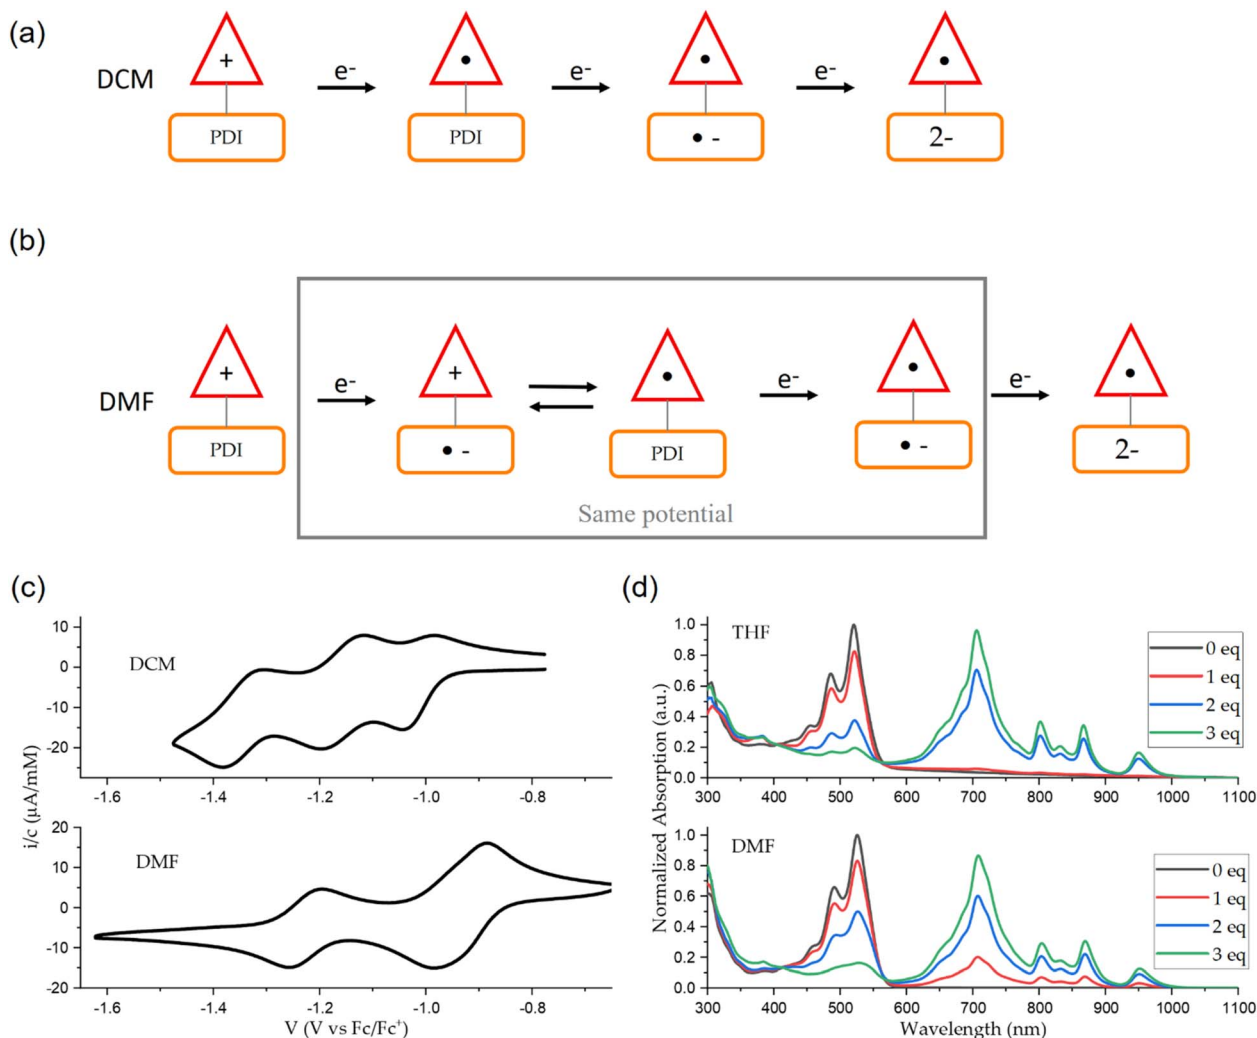 (a)
DCM
+
PDI
e-
•
PDI
e-
•
• -
e-
•
2-
(b)
DMF
+
PDI
e-
+
• -
•
PDI
e-
•
• -
e-
•
2-
Same potential
(c)
10
0
-10
-20
DCM
-1.6
-1.4
-1.2
-1.0
-0.8
i/c (μA/mM)
20
10
0
-10
-20
DMF
-1.6
-1.4
-1.2
-1.0
-0.8
V (V vs Fc/Fc⁺)
(d)
Normalized Absorption (a.u.)
1.0
0.8
0.6
0.4
0.2
0.0
THF
0 eq
1 eq
2 eq
3 eq
300 400 500 600 700 800 900 1000 1100
1.0
0.8
0.6
0.4
0.2
0.0
DMF
0 eq
1 eq
2 eq
3 eq
300 400 500 600 700 800 900 1000 1100
Wavelength (nm)